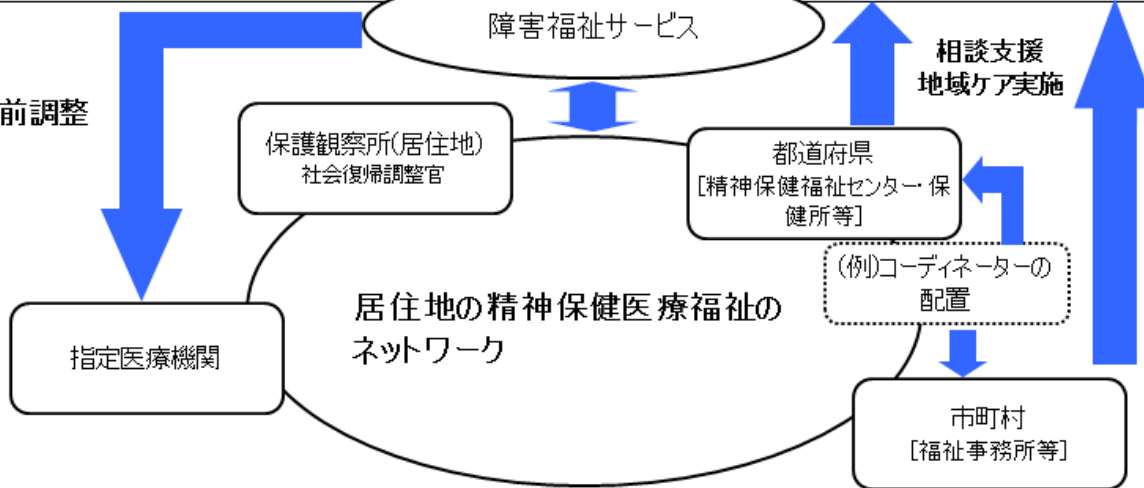 障害福祉サービス
相談支援
地域ケア実施
前調整
保護観察所(居住地)
社会復帰調整官
都道府県
[精神保健福祉センター・保
健所等]
(例)コーディネーターの
配置
居住地の精神保健医療福祉の
ネットワーク
指定医療機関
市町村
[福祉事務所等]